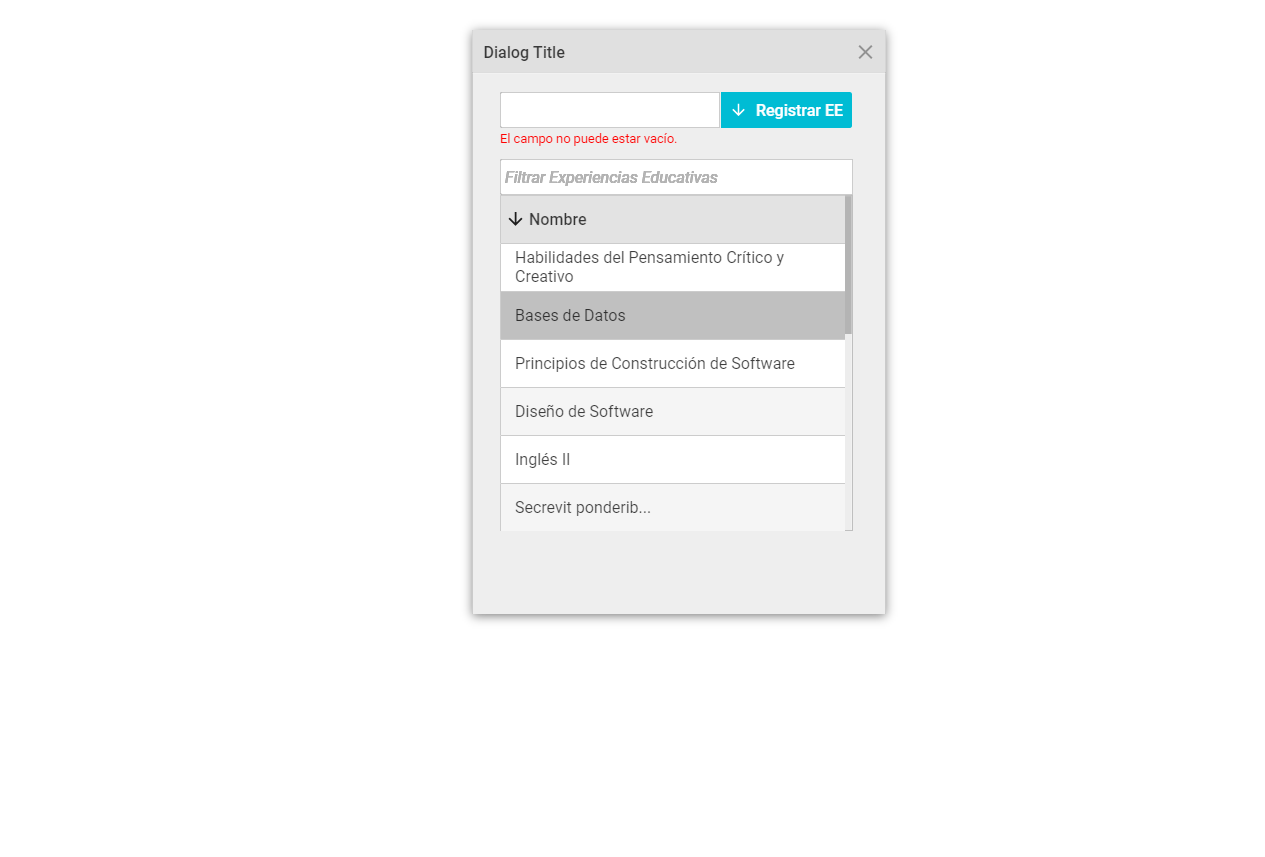 Dialog Title
Registrar EE
El campo no puede estar vacío.
Filtrar Experiencias Educativas
Nombre
Habilidades del Pensamiento Crítico y
Creativo
Bases de Datos
Principios de Construcción de Software
Diseño de Software
Inglés II
Secrevit ponderib...